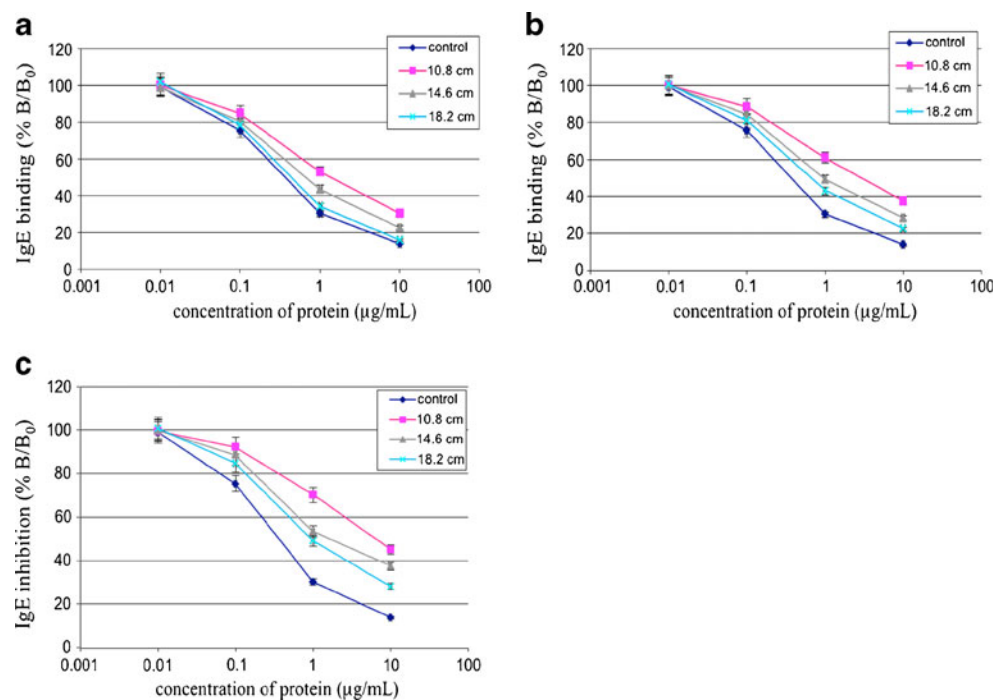 a
IgE binding (% B/B₀)
120
100
80
60
40
20
0
0.001 0.01 0.1 1 10 100
concentration of protein (µg/mL)
control
10.8 cm
14.6 cm
18.2 cm
b
IgE binding (% B/B₀)
120
100
80
60
40
20
0
0.001 0.01 0.1 1 10 100
concentration of protein (µg/mL)
control
10.8 cm
14.6 cm
18.2 cm
c
IgE inhibition (% B/B₀)
120
100
80
60
40
20
0
0.001 0.01 0.1 1 10 100
concentration of protein (µg/mL)
control
10.8 cm
14.6 cm
18.2 cm